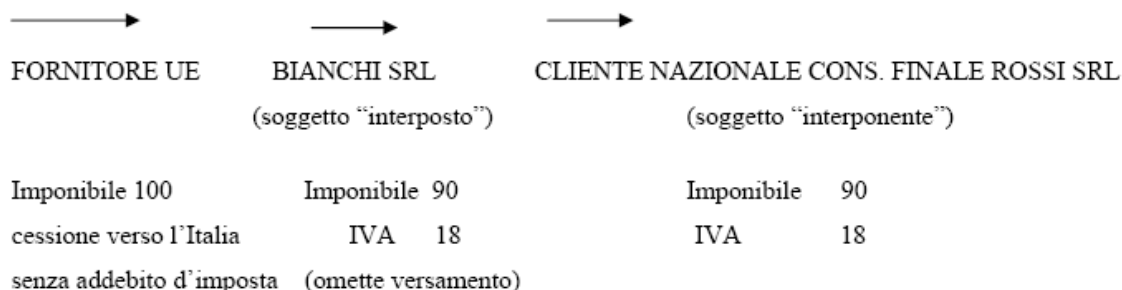 FORNITORE UE BIANCHI SRL CLIENTE NAZIONALE CONS. FINALE ROSSI SRL
(soggetto “interposto”) (soggetto “interponente”)
Imponibile 100 Imponibile 90 Imponibile 90
cessione verso l’Italia IVA 18 IVA 18
senza addebito d’imposta (omette versamento)